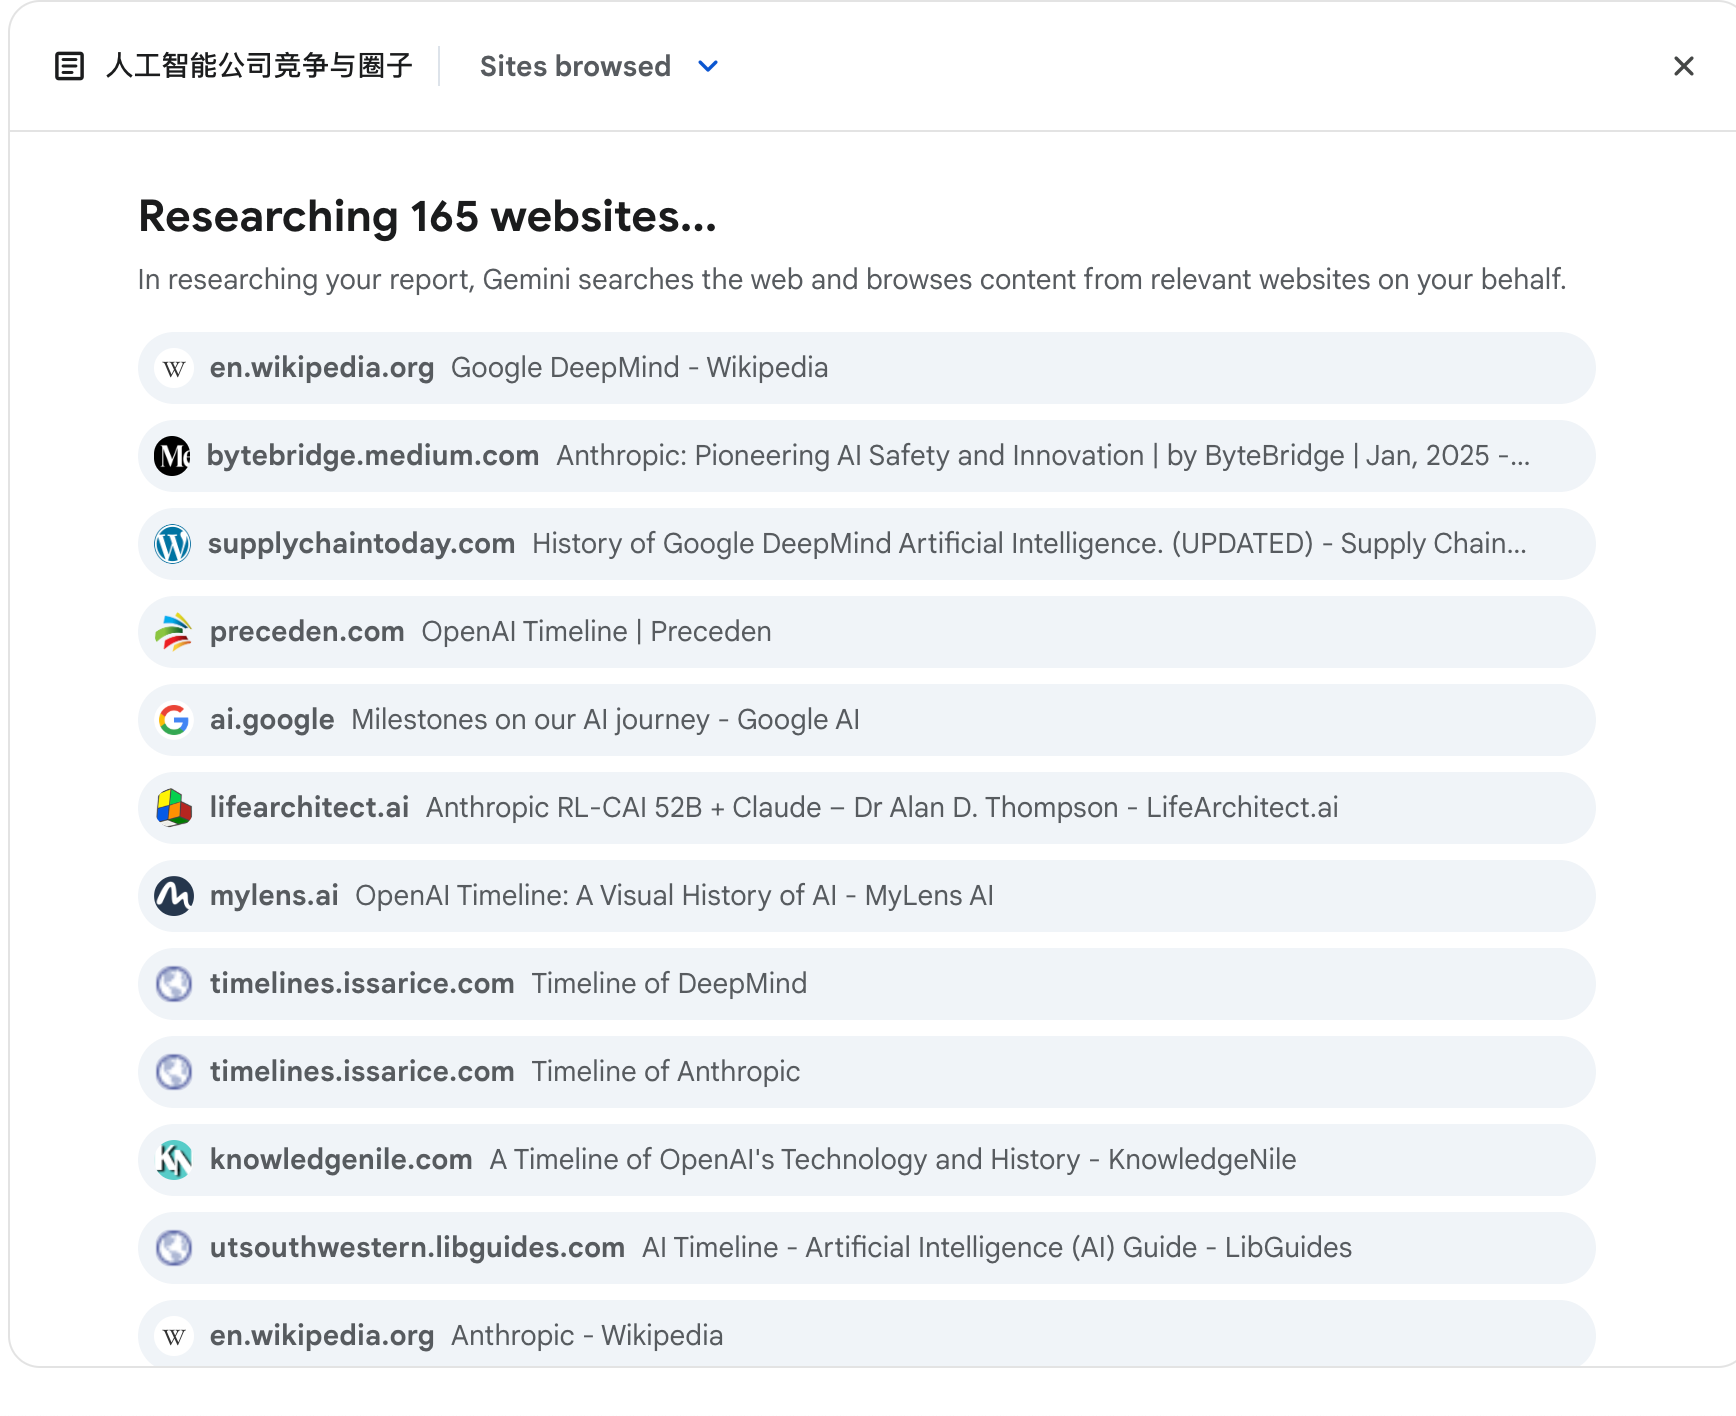 人工智能公司竞争与圈子 Sites browsed
Researching 165 websites...
In researching your report, Gemini searches the web and browses content from relevant websites on your behalf.
W en.wikipedia.org Google DeepMind - Wikipedia
Me bytebridge.medium.com Anthropic: Pioneering AI Safety and Innovation | by ByteBridge | Jan, 2025 -...
W supplychaintoday.com History of Google DeepMind Artificial Intelligence. (UPDATED) - Supply Chain...
preceden.com OpenAI Timeline | Preceden
G ai.google Milestones on our AI journey - Google AI
lifearchitect.ai Anthropic RL-CAI 52B + Claude – Dr Alan D. Thompson - LifeArchitect.ai
mylens.ai OpenAI Timeline: A Visual History of AI - MyLens AI
timelines.issarice.com Timeline of DeepMind
timelines.issarice.com Timeline of Anthropic
KN knowledgenile.com A Timeline of OpenAI's Technology and History - KnowledgeNile
utsouthwestern.libguides.com AI Timeline - Artificial Intelligence (AI) Guide - LibGuides
W en.wikipedia.org Anthropic - Wikipedia